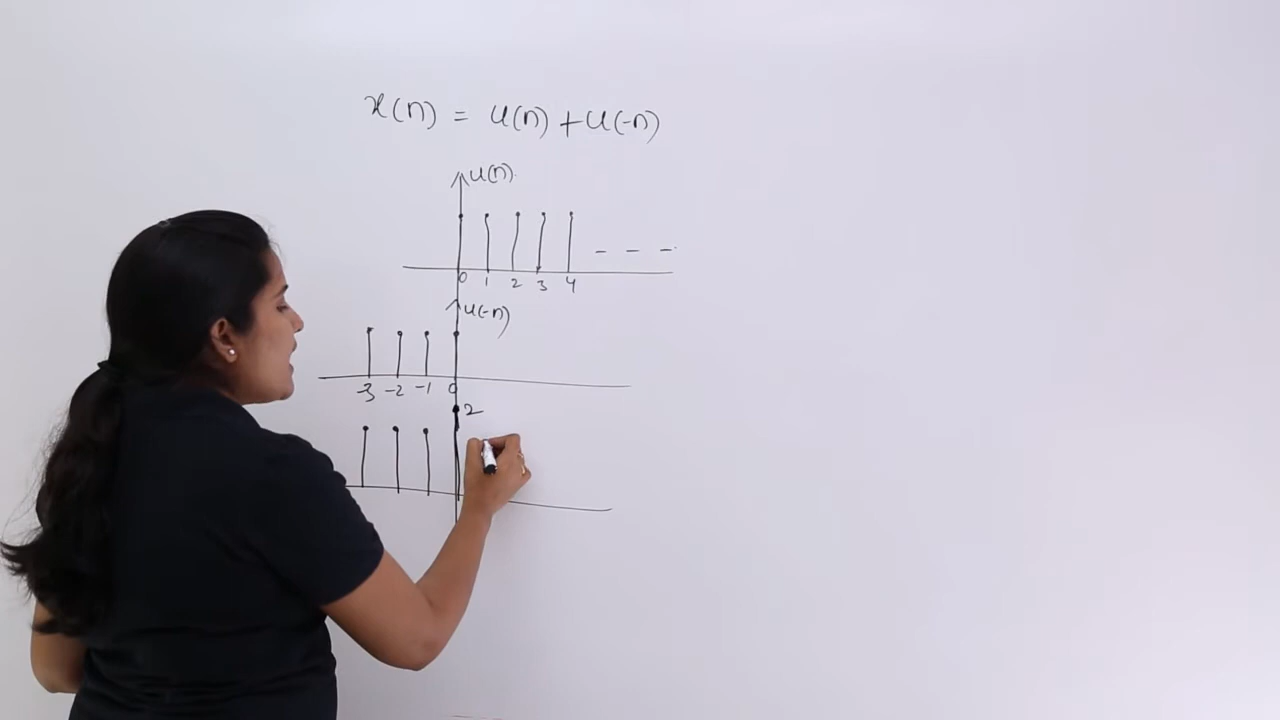 x(n) = u(n) + u(-n)
u(n)
0 1 2 3 4
u(-n)
-3 -2 -1 0
2